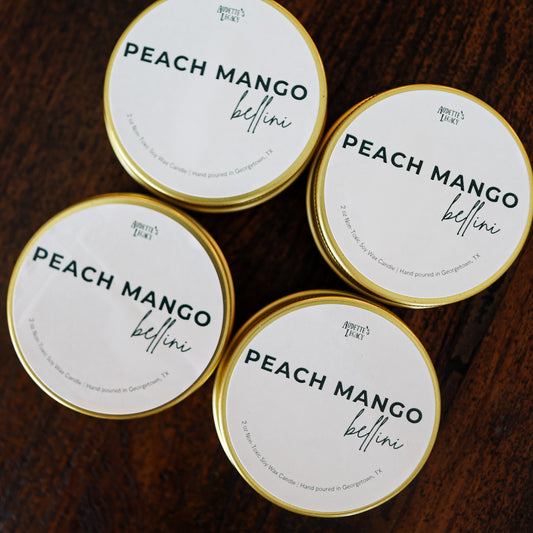 AUDETTE'S
LEGACY
PEACH MANGO
bellini
2 oz Non-Toxic Soy Wax Candle | Hand poured in Georgetown, TX
AUDETTE'S
LEGACY
PEACH MANGO
bellini
2 oz Non-Toxic Soy Wax Candle | Hand poured in Georgetown, TX
AUDETTE'S
LEGACY
PEACH MANGO
bellini
2 oz Non-Toxic Soy Wax Candle | Hand poured in Georgetown, TX
AUDETTE'S
LEGACY
PEACH MANGO
bellini
2 oz Non-Toxic Soy Wax Candle | Hand poured in Georgetown, TX